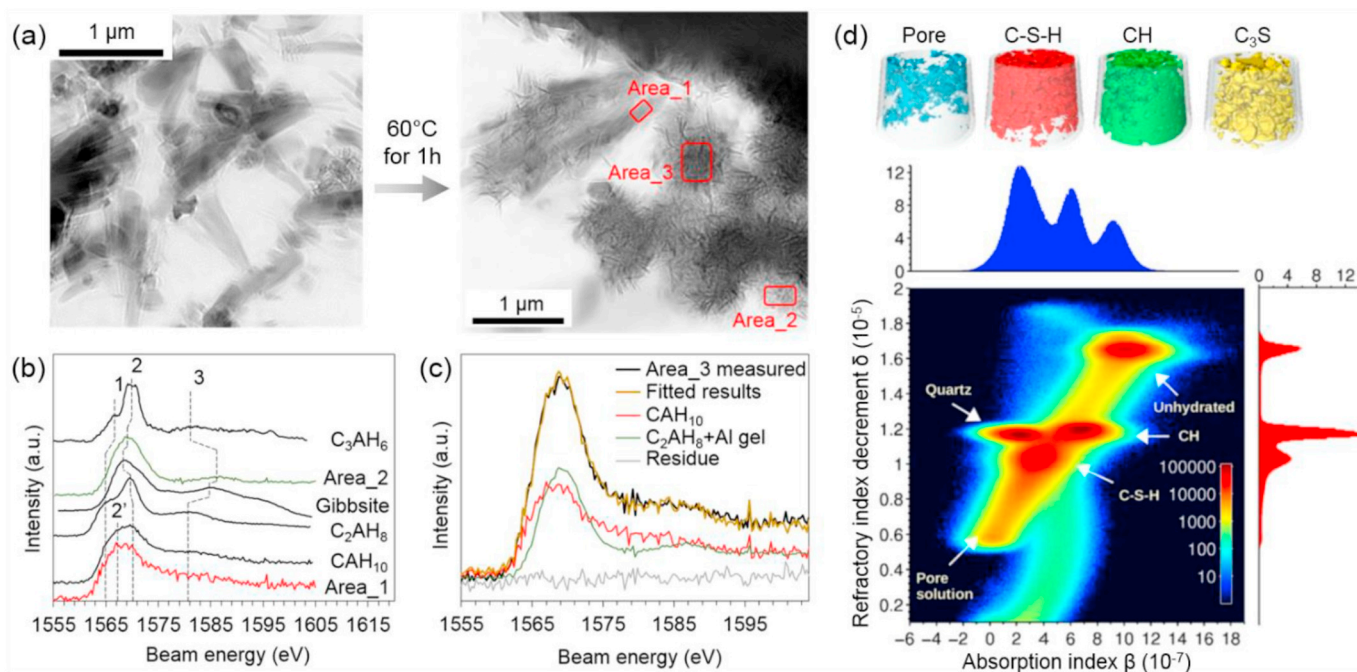 (a)
1 µm
60°C
for 1h
Area_1
Area_3
Area_2
1 µm
(b)
1
2
3
2'
C₃AH₆
Area_2
Gibbsite
C₂AH₈
CAH₁₀
Area_1
Intensity (a.u.)
1555 1565 1575 1585 1595 1605 1615
Beam energy (eV)
(c)
Area_3 measured
Fitted results
CAH₁₀
C₂AH₈+Al gel
Residue
Intensity (a.u.)
1555 1565 1575 1585 1595
Beam energy (eV)
(d)
Pore C-S-H CH C₃S
12
8
4
0
0 4 8 12
Refractory index decrement δ (10⁻⁵)
2
1.8
1.6
1.4
1.2
1
0.8
0.6
0.4
0.2
Quartz
Unhydrated
CH
C-S-H
Pore
solution
100000
10000
1000
100
10
-6 -4 -2 0 2 4 6 8 10 12 14 16 18
Absorption index β (10⁻⁷)